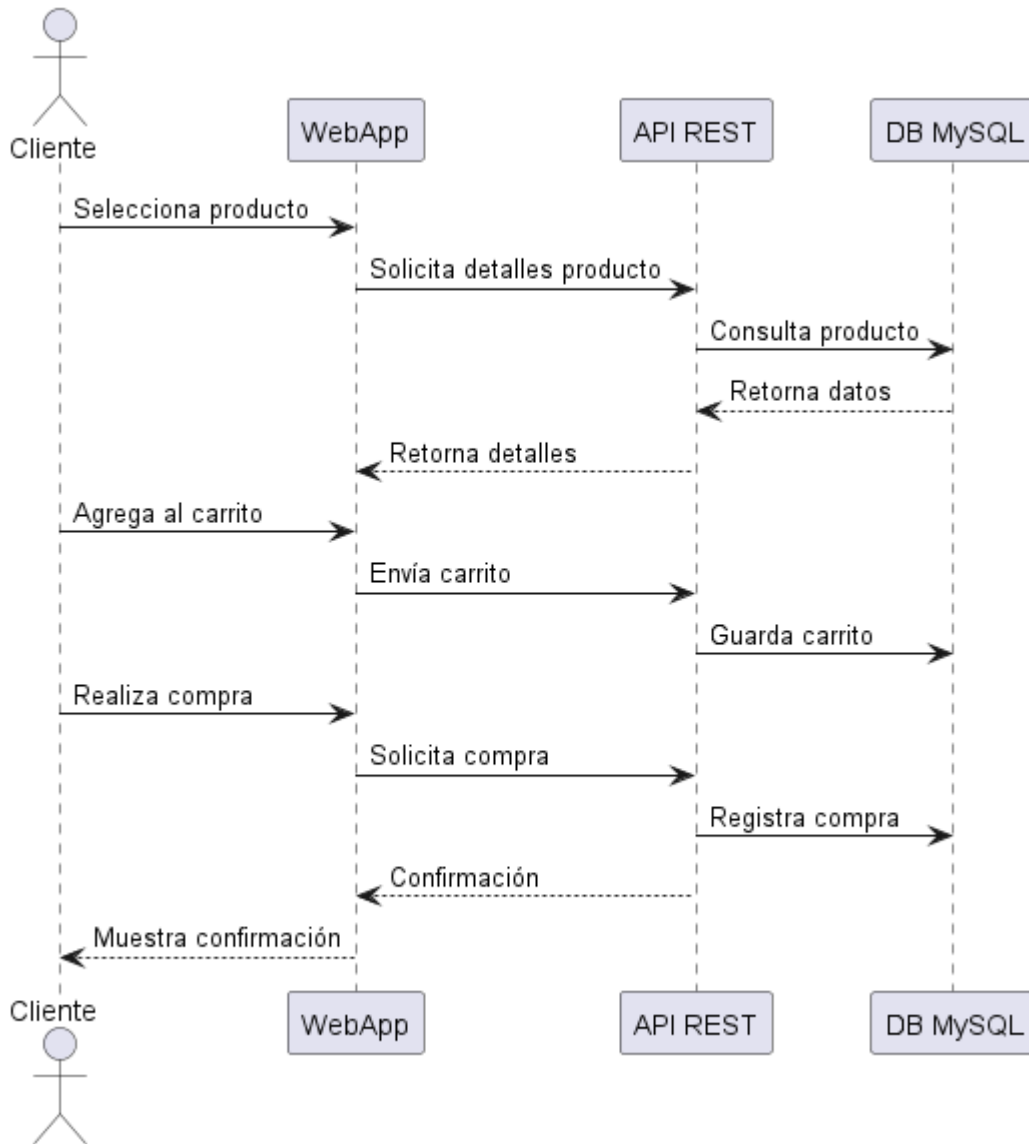 Cliente
WebApp
API REST
DB MySQL
Selecciona producto
Solicita detalles producto
Consulta producto
Retorna datos
Retorna detalles
Agrega al carrito
Envía carrito
Guarda carrito
Realiza compra
Solicita compra
Registra compra
Confirmación
Muestra confirmación
Cliente
WebApp
API REST
DB MySQL